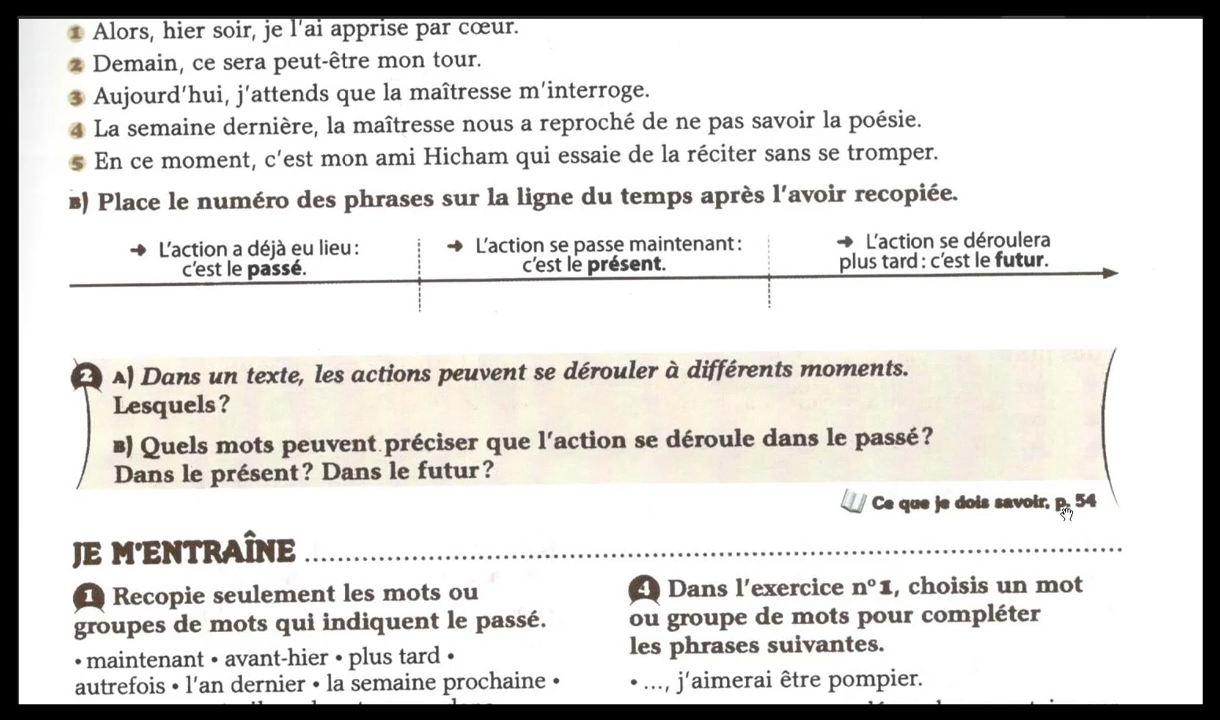 1 Alors, hier soir, je l'ai apprise par cœur.
2 Demain, ce sera peut-être mon tour.
3 Aujourd'hui, j'attends que la maîtresse m'interroge.
4 La semaine dernière, la maîtresse nous a reproché de ne pas savoir la poésie.
5 En ce moment, c'est mon ami Hicham qui essaie de la réciter sans se tromper.
B) Place le numéro des phrases sur la ligne du temps après l'avoir recopiée.
→ L'action a déjà eu lieu :
c'est le passé.
→ L'action se passe maintenant :
c'est le présent.
→ L'action se déroulera
plus tard : c'est le futur.
2 A) Dans un texte, les actions peuvent se dérouler à différents moments.
Lesquels ?
B) Quels mots peuvent préciser que l'action se déroule dans le passé ?
Dans le présent ? Dans le futur ?
Ce que je dois savoir, p. 54
JE M'ENTRAÎNE
1 Recopie seulement les mots ou
groupes de mots qui indiquent le passé.
• maintenant • avant-hier • plus tard •
autrefois • l'an dernier • la semaine prochaine •
4 Dans l'exercice n° 1, choisis un mot
ou groupe de mots pour compléter
les phrases suivantes.
• ..., j'aimerai être pompier.